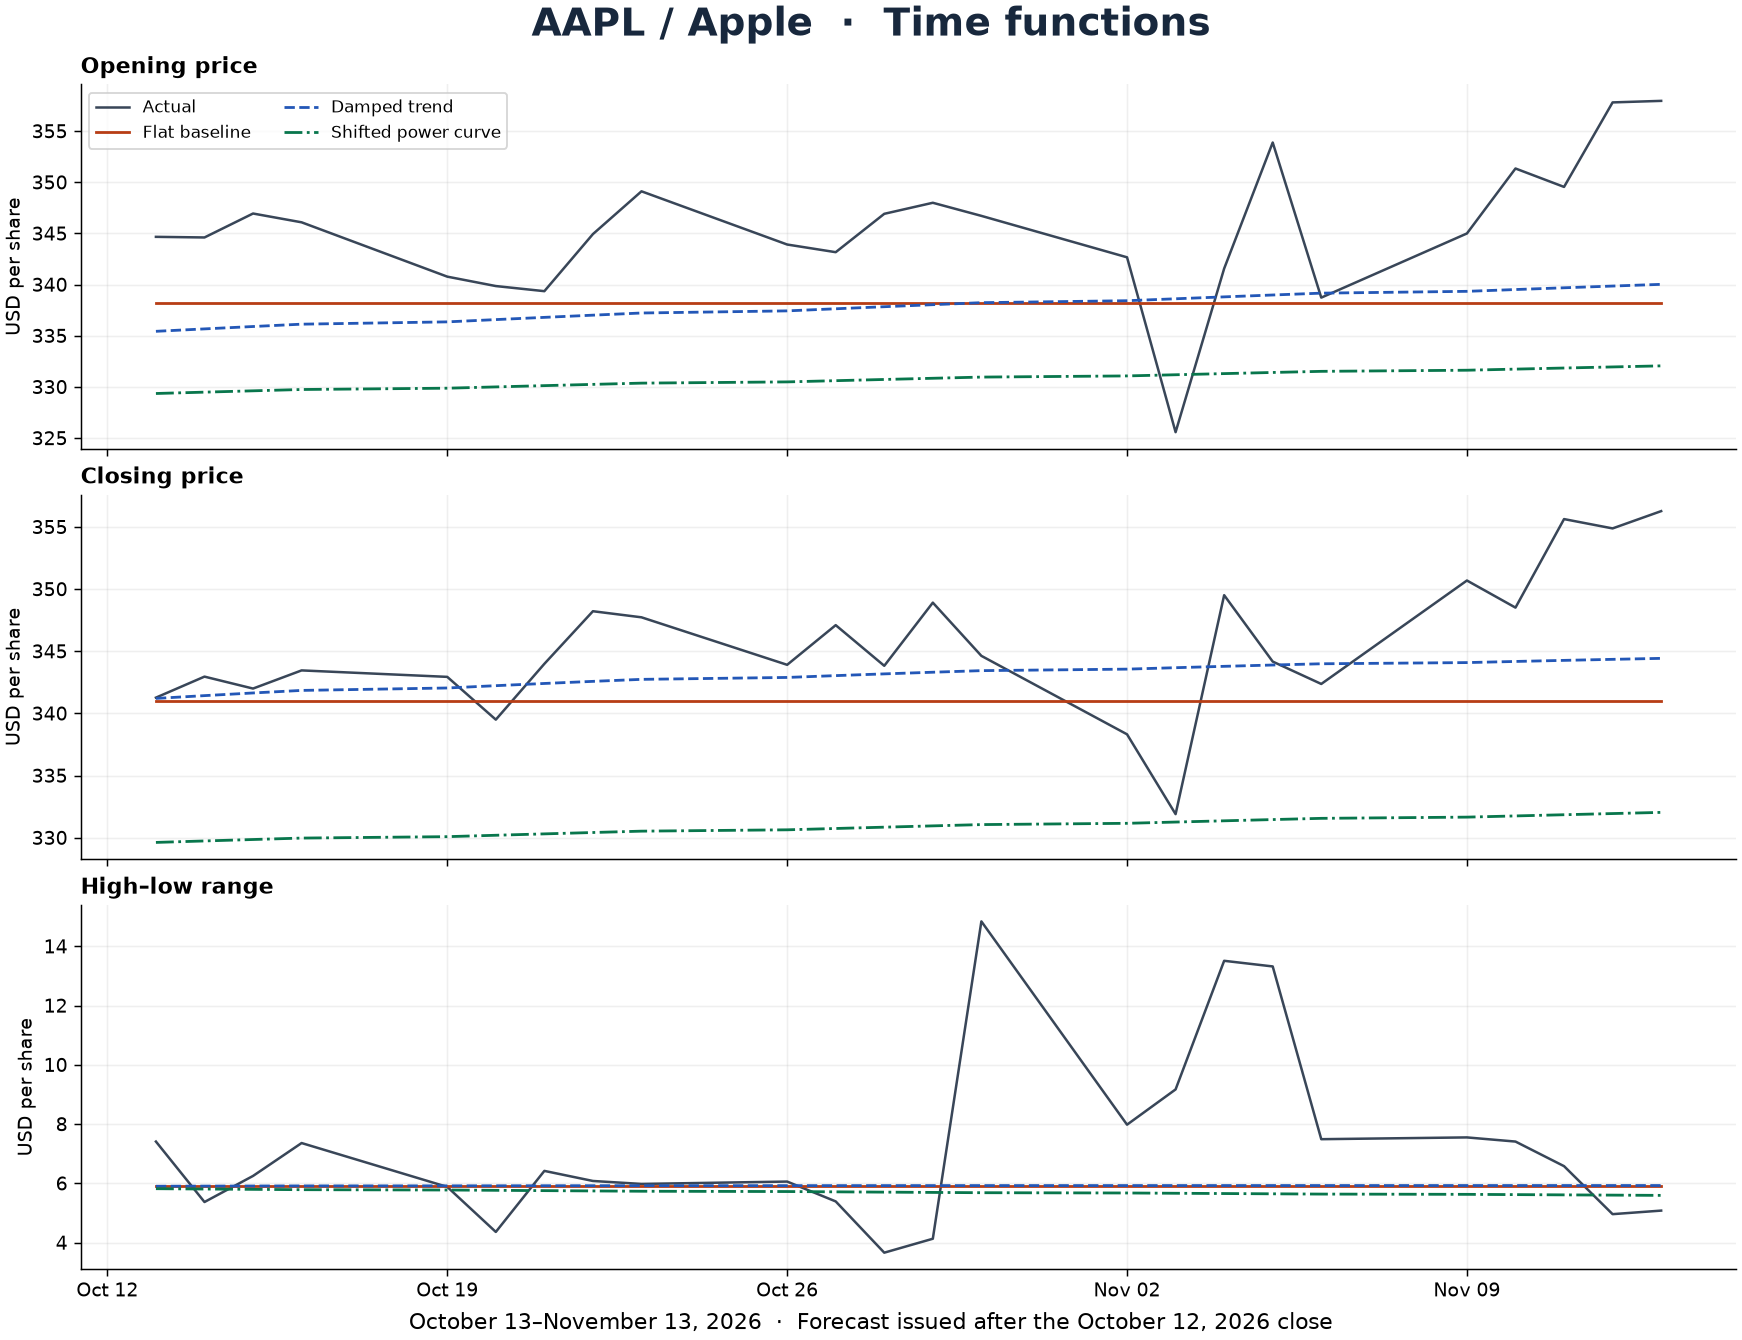 AAPL / Apple · Time functions
Opening price
Actual
Flat baseline
Damped trend
Shifted power curve
USD per share
355
350
345
340
335
330
325
Closing price
USD per share
355
350
345
340
335
330
High–low range
USD per share
14
12
10
8
6
4
Oct 12 Oct 19 Oct 26 Nov 02 Nov 09
October 13–November 13, 2026 · Forecast issued after the October 12, 2026 close